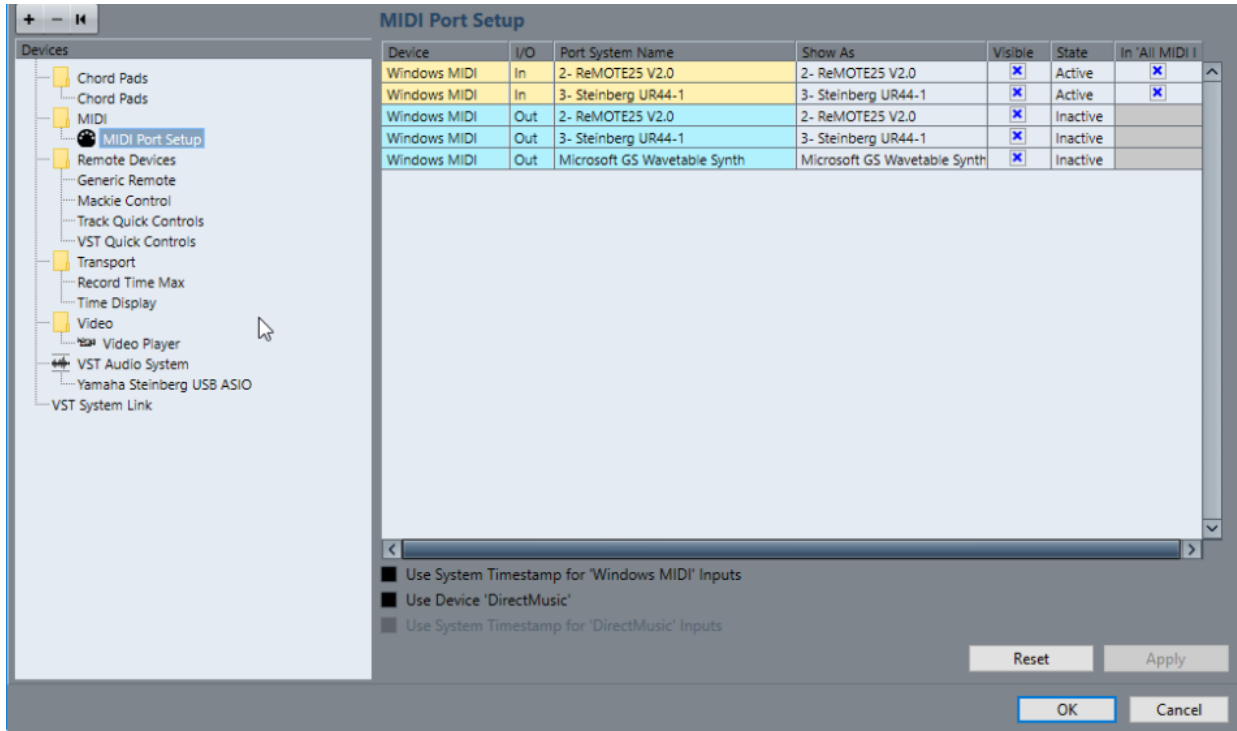 MIDI Port Setup
Devices
Chord Pads
Chord Pads
MIDI
MIDI Port Setup
Remote Devices
Generic Remote
Mackie Control
Track Quick Controls
VST Quick Controls
Transport
Record Time Max
Time Display
Video
Video Player
VST Audio System
Yamaha Steinberg USB ASIO
VST System Link
Device I/O Port System Name Show As Visible State In 'All MIDI I
Windows MIDI In 2- ReMOTE25 V2.0 2- ReMOTE25 V2.0 Active
Windows MIDI In 3- Steinberg UR44-1 3- Steinberg UR44-1 Active
Windows MIDI Out 2- ReMOTE25 V2.0 2- ReMOTE25 V2.0 Inactive
Windows MIDI Out 3- Steinberg UR44-1 3- Steinberg UR44-1 Inactive
Windows MIDI Out Microsoft GS Wavetable Synth Microsoft GS Wavetable Synth Inactive
Use System Timestamp for 'Windows MIDI' Inputs
Use Device 'DirectMusic'
Use System Timestamp for 'DirectMusic' Inputs
Reset Apply
OK Cancel